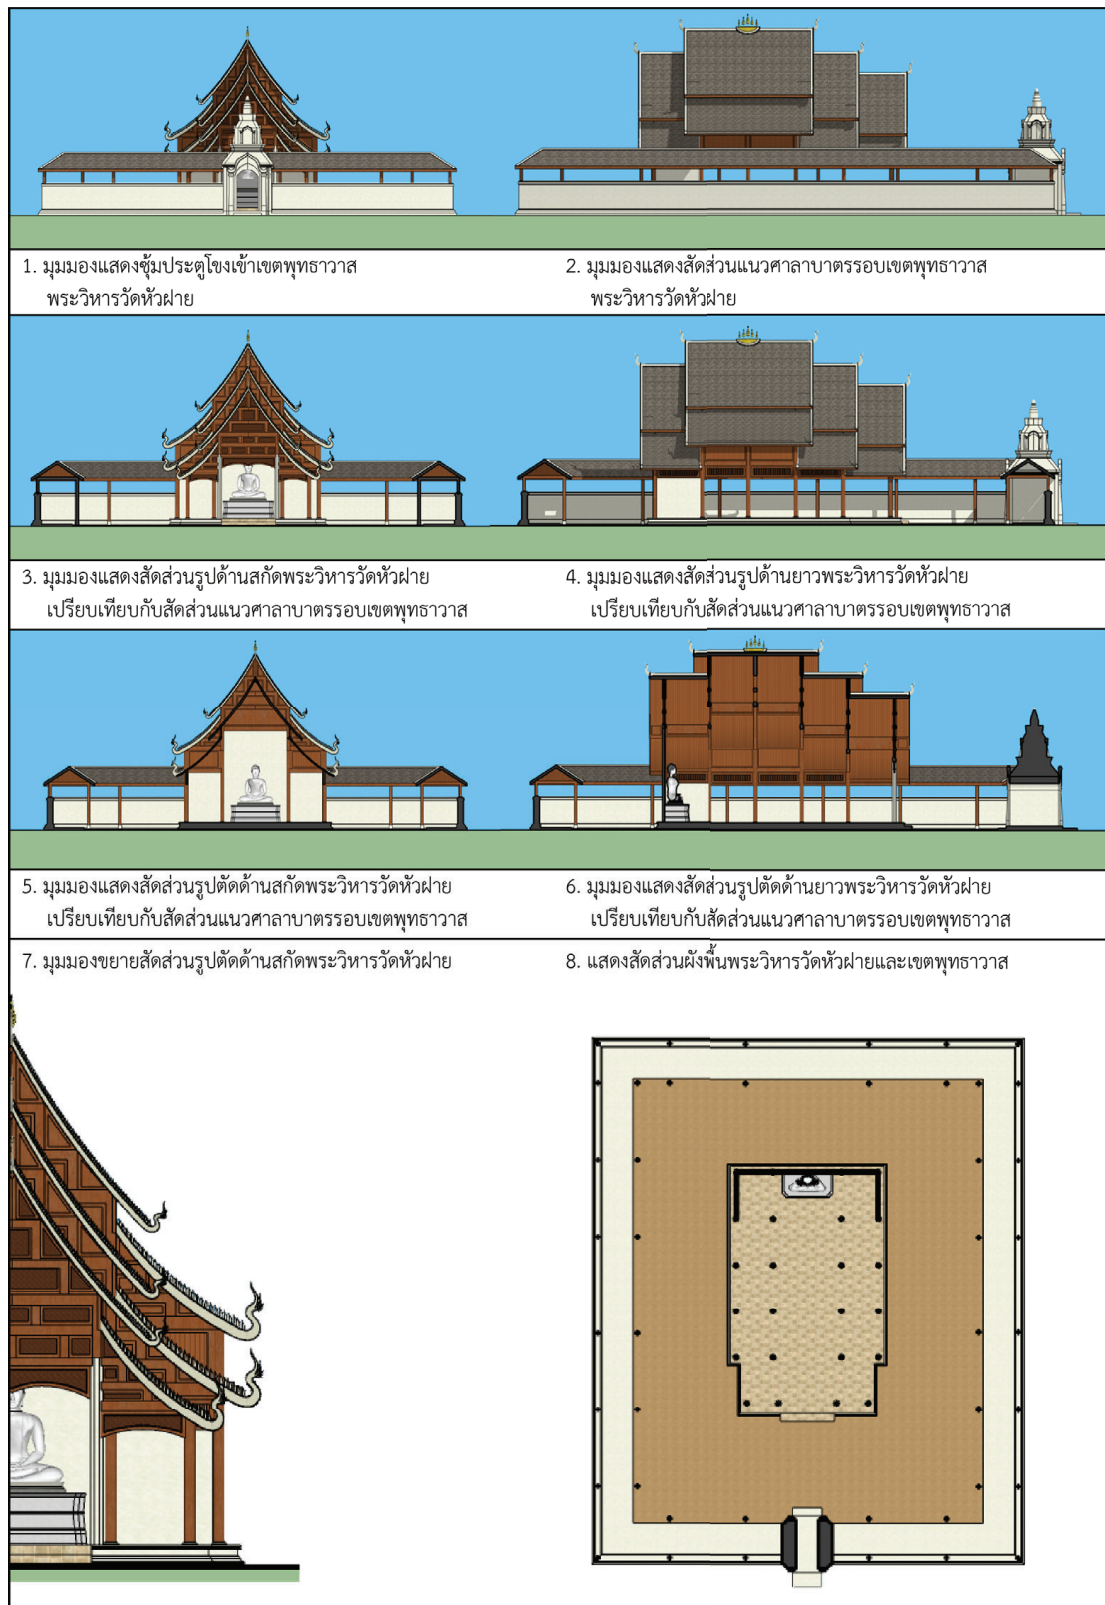 1. มุมมองแสดงซุ้มประตูโขงเข้าเขตพุทธาวาส
พระวิหารวัดหัวฝาย
2. มุมมองแสดงสัดส่วนแนวศาลาบาตรรอบเขตพุทธาวาส
พระวิหารวัดหัวฝาย
3. มุมมองแสดงสัดส่วนรูปด้านสกัดพระวิหารวัดหัวฝาย
เปรียบเทียบกับสัดส่วนแนวศาลาบาตรรอบเขตพุทธาวาส
4. มุมมองแสดงสัดส่วนรูปด้านยาวพระวิหารวัดหัวฝาย
เปรียบเทียบกับสัดส่วนแนวศาลาบาตรรอบเขตพุทธาวาส
5. มุมมองแสดงสัดส่วนรูปตัดด้านสกัดพระวิหารวัดหัวฝาย
เปรียบเทียบกับสัดส่วนแนวศาลาบาตรรอบเขตพุทธาวาส
6. มุมมองแสดงสัดส่วนรูปตัดด้านยาวพระวิหารวัดหัวฝาย
เปรียบเทียบกับสัดส่วนแนวศาลาบาตรรอบเขตพุทธาวาส
7. มุมมองขยายสัดส่วนรูปตัดด้านสกัดพระวิหารวัดหัวฝาย
8. แสดงสัดส่วนผังพื้นพระวิหารวัดหัวฝายและเขตพุทธาวาส